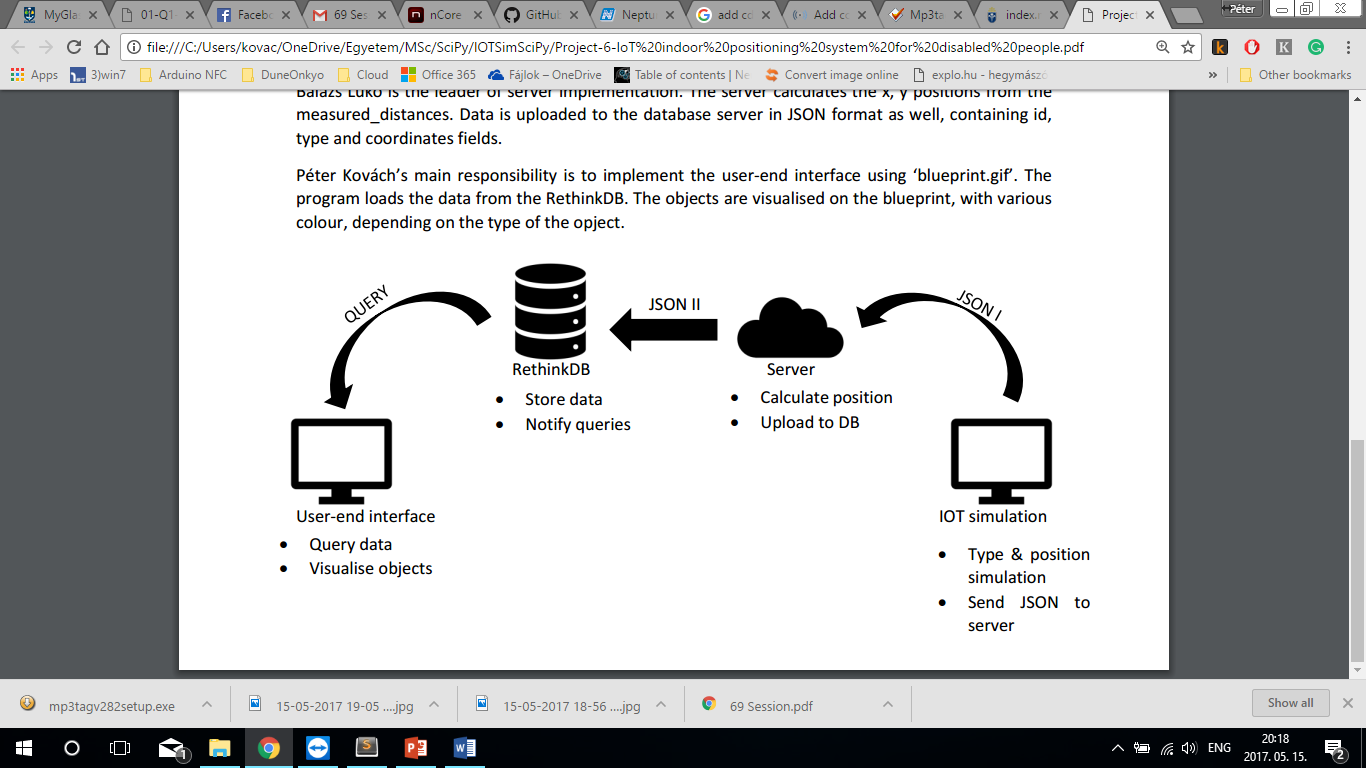 MyGla
01-Q1-
Facebo
69 Ses
nCore
GitHub
Neptu
add co
Add co
Mp3ta
index.r
Project
Péter
file:///C:/Users/kovac/OneDrive/Egyetem/MSc/SciPy/IOTSimSciPy/Project-6-IoT%20indoor%20positioning%20system%20for%20disabled%20people.pdf
Apps
3)win7
Arduino NFC
DuneOnkyo
Cloud
Office 365
Fájlok – OneDrive
Table of contents | Ne
Convert image online
explo.hu - hegymász
»
Other bookmarks
Balázs Lukó is the leader of server implementation. The server calculates the x, y positions from the
measured_distances. Data is uploaded to the database server in JSON format as well, containing id,
type and coordinates fields.
Péter Kovách's main responsibility is to implement the user-end interface using 'blueprint.gif'. The
program loads the data from the RethinkDB. The objects are visualised on the blueprint, with various
colour, depending on the type of the opject.
QUERY
JSON II
JSON I
RethinkDB
• Store data
• Notify queries
Server
• Calculate position
• Upload to DB
User-end interface
• Query data
• Visualise objects
IOT simulation
• Type & position
simulation
• Send JSON to
server
mp3tagv282setup.exe
15-05-2017 19-05 ....jpg
15-05-2017 18-56 ....jpg
69 Session.pdf
Show all
1
ENG
20:18
2017. 05. 15.
2